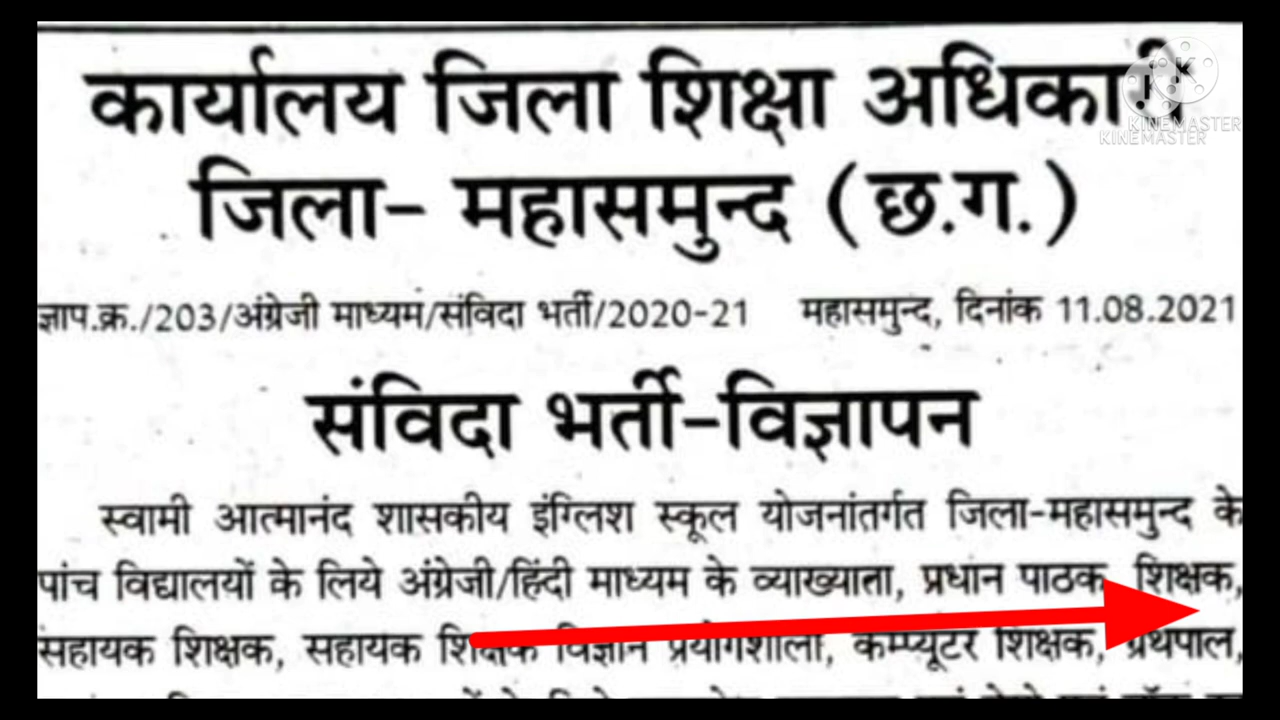 कार्यालय जिला शिक्षा अधिकारी
जिला- महासमुन्द (छ.ग.)
ज्ञाप.क्र./203/अंग्रेजी माध्यम/संविदा भर्ती/2020-21 महासमुन्द, दिनांक 11.08.2021
संविदा भर्ती-विज्ञापन
स्वामी आत्मानंद शासकीय इंग्लिश स्कूल योजनांतर्गत जिला-महासमुन्द के
पांच विद्यालयों के लिये अंग्रेजी/हिंदी माध्यम के व्याख्याता, प्रधान पाठक, शिक्षक,
सहायक शिक्षक, सहायक शिक्षक विज्ञान प्रयोगशाला, कम्प्यूटर शिक्षक, ग्रंथपाल,
KINEMASTER
KINEMASTER